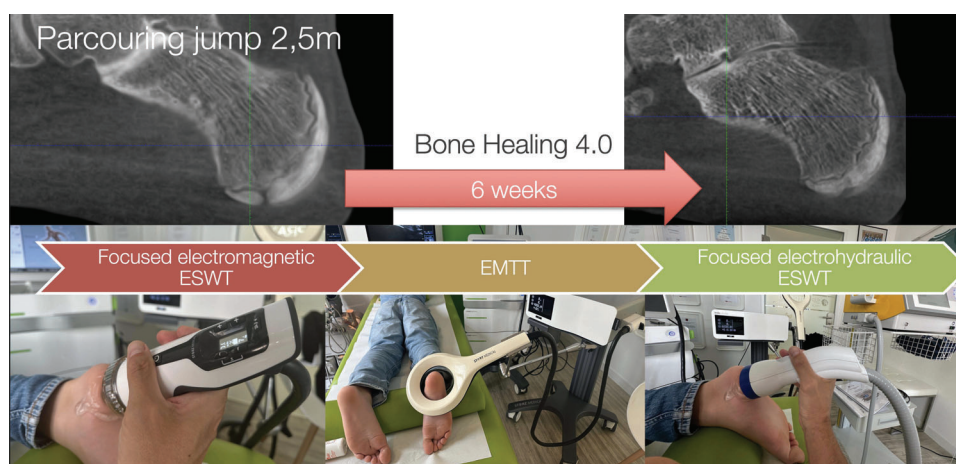 Parcouring jump 2,5m
Bone Healing 4.0
6 weeks
Focused electromagnetic
ESWT
EMTT
Focused electrohydraulic
ESWT